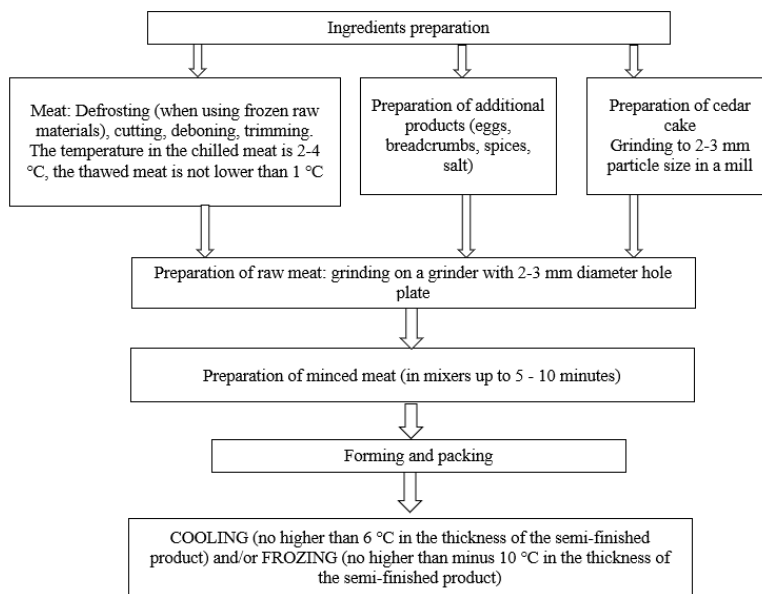 Ingredients preparation
Meat: Defrosting (when using frozen raw
materials), cutting, deboning, trimming.
The temperature in the chilled meat is 2-4
°C, the thawed meat is not lower than 1 °C
Preparation of additional
products (eggs,
breadcrumbs, spices,
salt)
Preparation of cedar
cake
Grinding to 2-3 mm
particle size in a mill
Preparation of raw meat: grinding on a grinder with 2-3 mm diameter hole
plate
Preparation of minced meat (in mixers up to 5 - 10 minutes)
Forming and packing
COOLING (no higher than 6 °C in the thickness of the semi-finished
product) and/or FROZING (no higher than minus 10 °C in the thickness of
the semi-finished product)